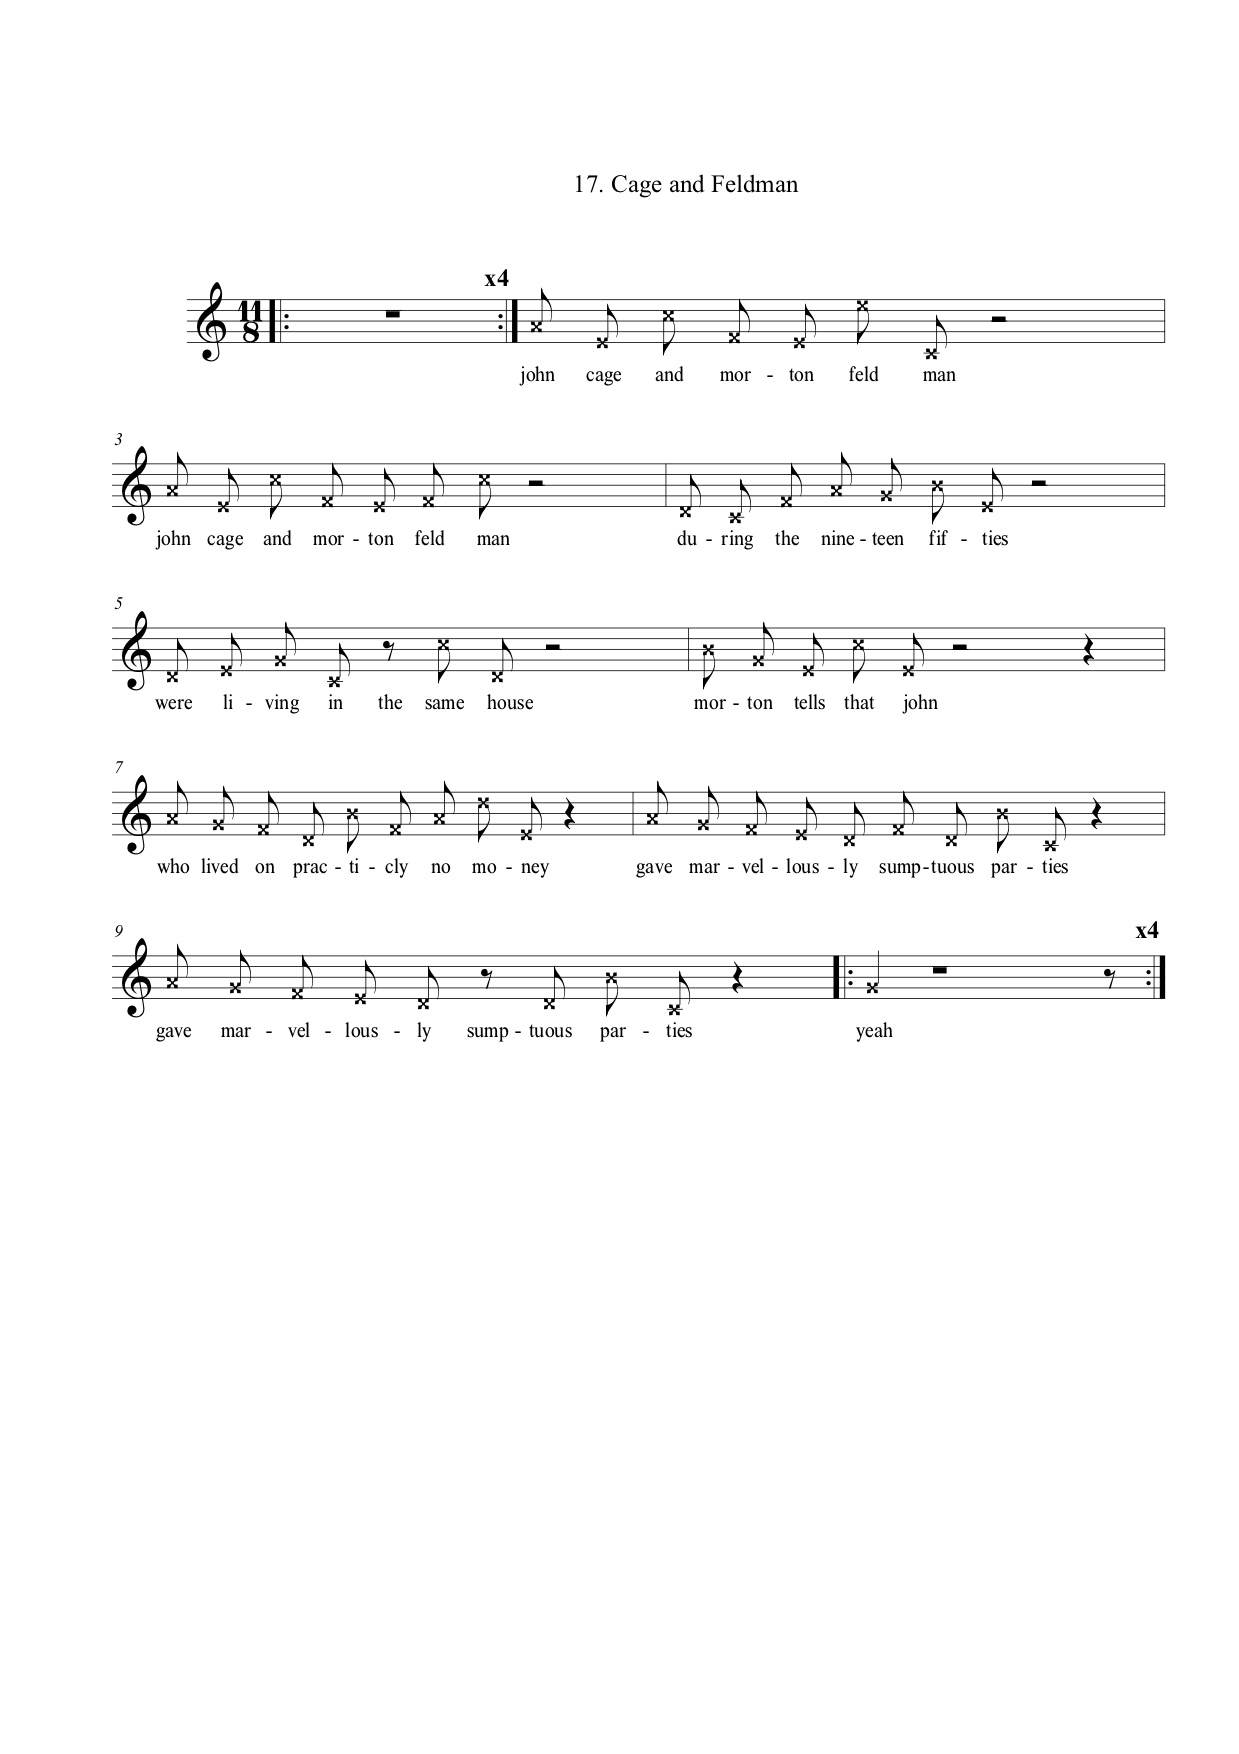 17. Cage and Feldman
x4
11
8
john cage and mor - ton feld man
3
john cage and mor - ton feld man du - ring the nine - teen fif - ties
5
were li - ving in the same house mor - ton tells that john
7
who lived on prac - ti - cly no mo - ney gave mar - vel - lous - ly sump - tuous par - ties
9
x4
gave mar - vel - lous - ly sump - tuous par - ties yeah